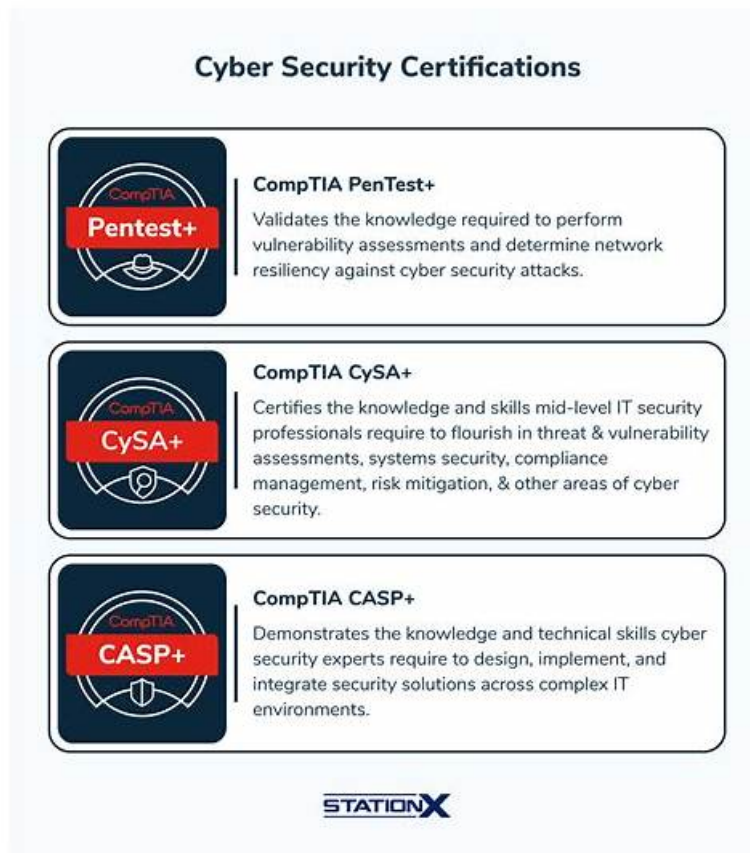 Cyber Security Certifications
CompTIA
Pentest+
CompTIA PenTest+
Validates the knowledge required to perform
vulnerability assessments and determine network
resiliency against cyber security attacks.
CompTIA
CySA+
CompTIA CySA+
Certifies the knowledge and skills mid-level IT security
professionals require to flourish in threat & vulnerability
assessments, systems security, compliance
management, risk mitigation, & other areas of cyber
security.
CompTIA
CASP+
CompTIA CASP+
Demonstrates the knowledge and technical skills cyber
security experts require to design, implement, and
integrate security solutions across complex IT
environments.
STATIONX